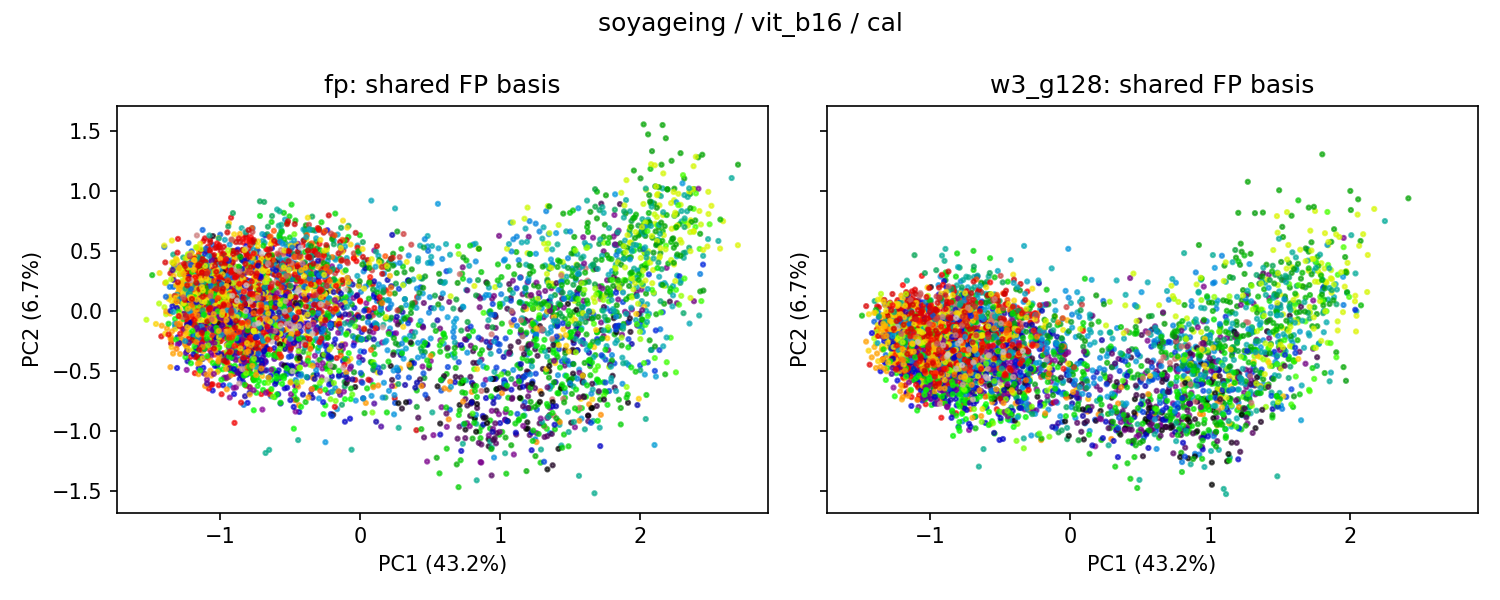 soyageing / vit_b16 / cal
fp: shared FP basis
w3_g128: shared FP basis
PC2 (6.7%)
1.5
1.0
0.5
0.0
−0.5
−1.0
−1.5
−1
0
1
2
PC1 (43.2%)
PC2 (6.7%)
−1
0
1
2
PC1 (43.2%)